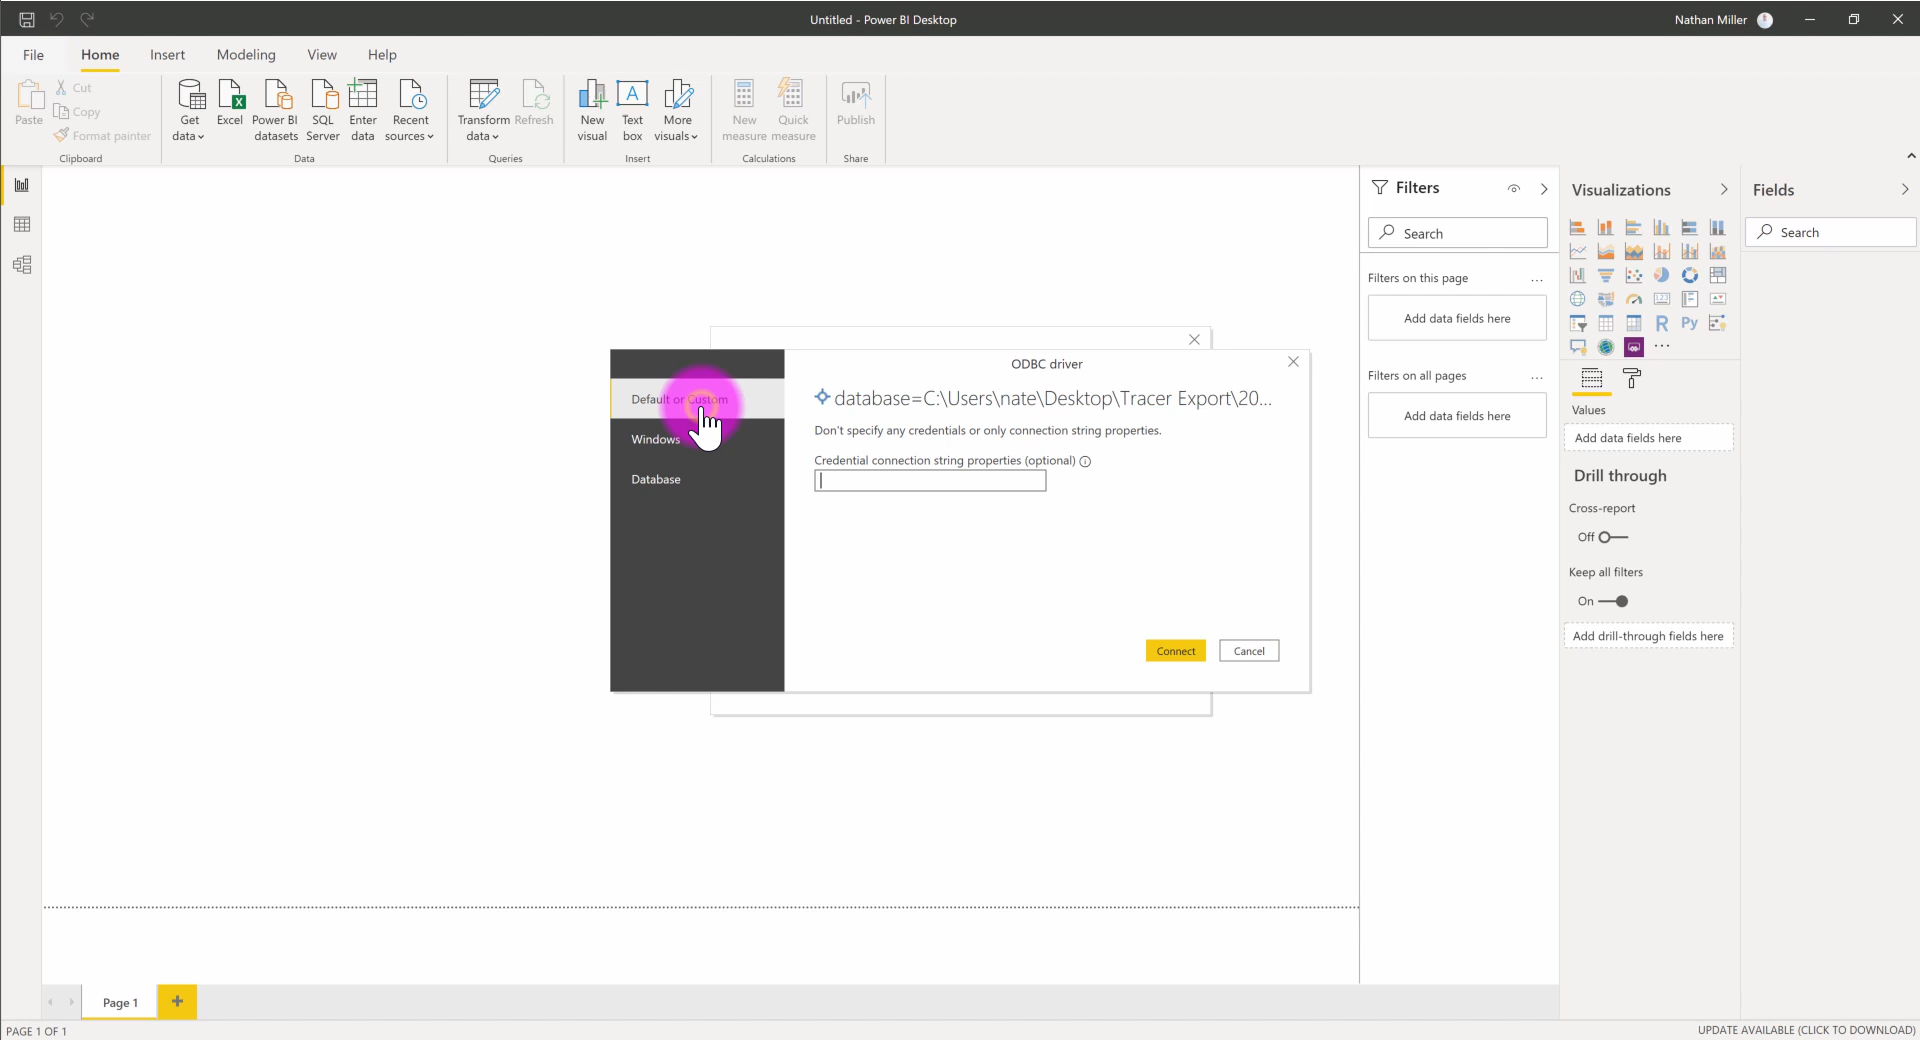 Untitled - Power BI Desktop
Nathan Miller
File
Home
Insert
Modeling
View
Help
Paste
Cut
Copy
Format painter
Clipboard
Get data
Excel
Power BI datasets
SQL Server
Enter data
Recent sources
Data
Transform data
Refresh
Queries
New visual
Text box
More visuals
Insert
New measure
Quick measure
Calculations
Publish
Share
ODBC driver
Default or Custom
Windows
Database
database=C:\Users\nate\Desktop\Tracer Export\20...
Don't specify any credentials or only connection string properties.
Credential connection string properties (optional)
Connect
Cancel
Filters
Search
Filters on this page
...
Add data fields here
Filters on all pages
...
Add data fields here
Visualizations
123
R
Py
...
Values
Add data fields here
Drill through
Cross-report
Off
Keep all filters
On
Add drill-through fields here
Fields
Search
Page 1
+
PAGE 1 OF 1
UPDATE AVAILABLE (CLICK TO DOWNLOAD)